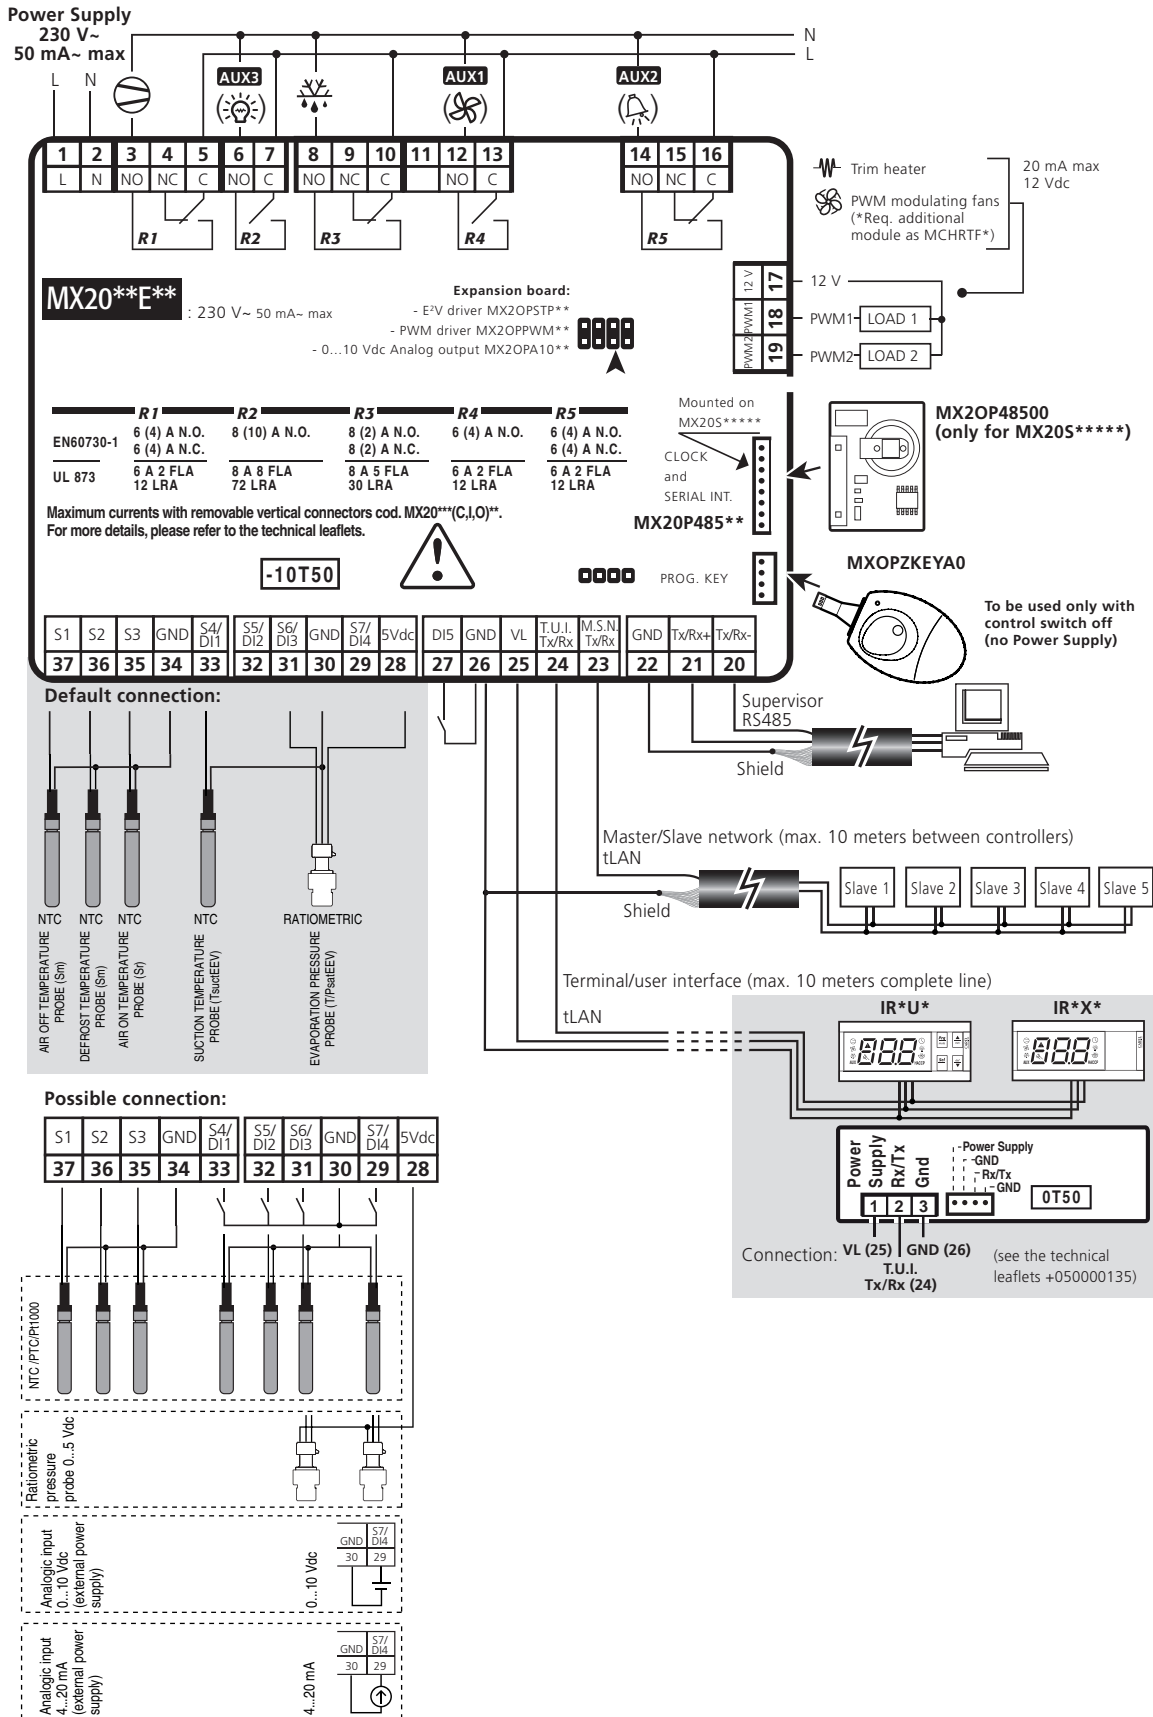 Power Supply
230 V~
50 mA~ max
L N
N
L
AUX3
AUX1
AUX2
1 2 3 4 5 6 7 8 9 10 11 12 13 14 15 16
L N NO NC C NO C NO NC C NO C NO NC C
R1 R2 R3 R4 R5
Trim heater
PWM modulating fans
(*Req. additional
module as MCHRTF*)
20 mA max
12 Vdc
MX20**E**
: 230 V~ 50 mA~ max
Expansion board:
- E²V driver MX2OPSTP**
- PWM driver MX2OPPWM**
- 0...10 Vdc Analog output MX2OPA10**
12 V 17
PWM1 18
PWM2 19
12 V
PWM1 LOAD 1
PWM2 LOAD 2
R1 R2 R3 R4 R5
EN60730-1
6 (4) A N.O. 8 (10) A N.O. 8 (2) A N.O. 6 (4) A N.O. 6 (4) A N.O.
6 (4) A N.C. 8 (2) A N.C. 6 (4) A N.C.
UL 873
6 A 2 FLA 8 A 8 FLA 8 A 5 FLA 6 A 2 FLA 6 A 2 FLA
12 LRA 72 LRA 30 LRA 12 LRA 12 LRA
Maximum currents with removable vertical connectors cod. MX20***(C,I,O)**.
For more details, please refer to the technical leaflets.
Mounted on
MX20S*****
CLOCK
and
SERIAL INT.
MX20P485**
MX2OP48500
(only for MX20S*****)
-10T50
!
PROG. KEY
MXOPZKEYA0
To be used only with
control switch off
(no Power Supply)
S1 S2 S3 GND S4/DI1 S5/DI2 S6/DI3 GND S7/DI4 5Vdc DI5 GND VL T.U.I. Tx/Rx M.S.N. Tx/Rx GND Tx/Rx+ Tx/Rx-
37 36 35 34 33 32 31 30 29 28 27 26 25 24 23 22 21 20
Default connection:
Supervisor
RS485
Shield
NTC NTC NTC NTC RATIOMETRIC
AIR OFF TEMPERATURE
PROBE (Sm)
DEFROST TEMPERATURE
PROBE (Sm)
AIR ON TEMPERATURE
PROBE (Sr)
SUCTION TEMPERATURE
PROBE (TsuctEEV)
EVAPORATION PRESSURE
PROBE (T/PsatEEV)
Master/Slave network (max. 10 meters between controllers)
tLAN
Shield
Slave 1 Slave 2 Slave 3 Slave 4 Slave 5
Terminal/user interface (max. 10 meters complete line)
tLAN
IR*U* IR*X*
Power
Supply
Rx/Tx
Gnd
1 2 3
Power Supply
GND
Rx/Tx
GND
0T50
Connection: VL (25) GND (26)
T.U.I.
Tx/Rx (24)
(see the technical
leaflets +050000135)
Possible connection:
S1 S2 S3 GND S4/DI1 S5/DI2 S6/DI3 GND S7/DI4 5Vdc
37 36 35 34 33 32 31 30 29 28
NTC /PTC/Pt1000
Ratiometric
pressure
probe 0...5 Vdc
Analogic input
0...10 Vdc
(external power
supply)
0...10 Vdc
GND S7/DI4
30 29
Analogic input
4...20 mA
(external power
supply)
4...20 mA
GND S7/DI4
30 29